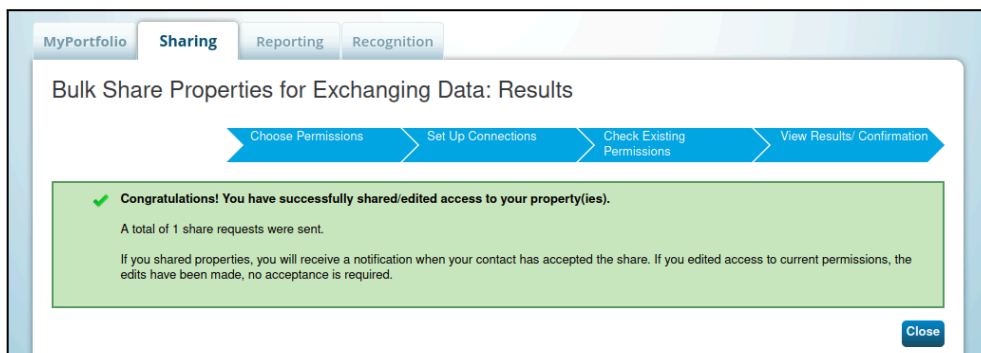 MyPortfolio
Sharing
Reporting
Recognition
Bulk Share Properties for Exchanging Data: Results
Choose Permissions
Set Up Connections
Check Existing
Permissions
View Results/ Confirmation
Congratulations! You have successfully shared/edited access to your property(ies).
A total of 1 share requests were sent.
If you shared properties, you will receive a notification when your contact has accepted the share. If you edited access to current permissions, the
edits have been made, no acceptance is required.
Close